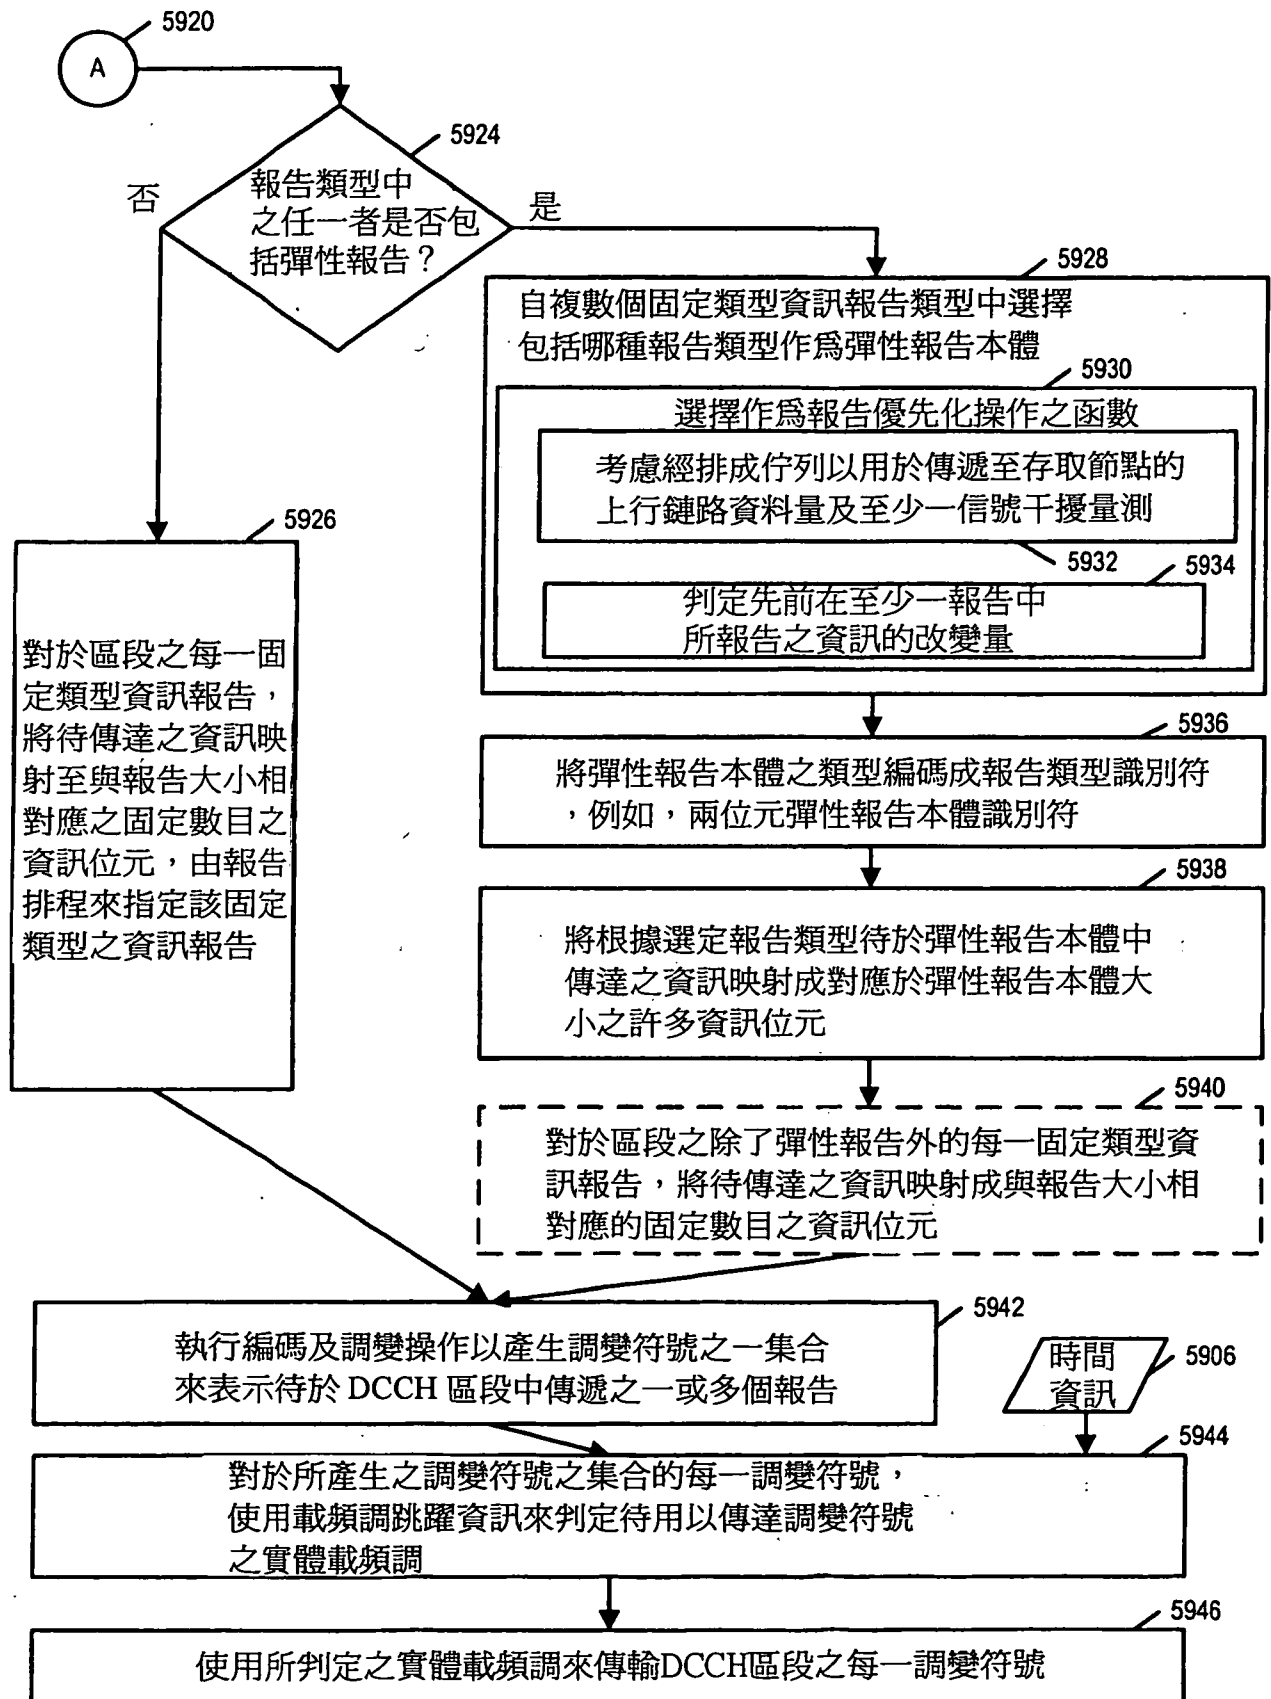 5920
A
5924
報告類型中
之任一者是否包
括彈性報告？
否
是
5928
自複數個固定類型資訊報告類型中選擇
包括哪種報告類型作爲彈性報告本體
5930
選擇作爲報告優先化操作之函數
考慮經排成佇列以用於傳遞至存取節點的
上行鏈路資料量及至少一信號干擾量測
5932
5934
判定先前在至少一報告中
所報告之資訊的改變量
5926
對於區段之每一固
定類型資訊報告，
將待傳達之資訊映
射至與報告大小相
對應之固定數目之
資訊位元，由報告
排程來指定該固定
類型之資訊報告
5936
將彈性報告本體之類型編碼成報告類型識別符
，例如，兩位元彈性報告本體識別符
5938
將根據選定報告類型待於彈性報告本體中
傳達之資訊映射成對應於彈性報告本體大
小之許多資訊位元
5940
對於區段之除了彈性報告外的每一固定類型資
訊報告，將待傳達之資訊映射成與報告大小相
對應的固定數目之資訊位元
5942
執行編碼及調變操作以產生調變符號之一集合
來表示待於 DCCH 區段中傳遞之一或多個報告
時間
資訊
5906
5944
對於所產生之調變符號之集合的每一調變符號，
使用載頻調跳躍資訊來判定待用以傳達調變符號
之實體載頻調
5946
使用所判定之實體載頻調來傳輸DCCH區段之每一調變符號